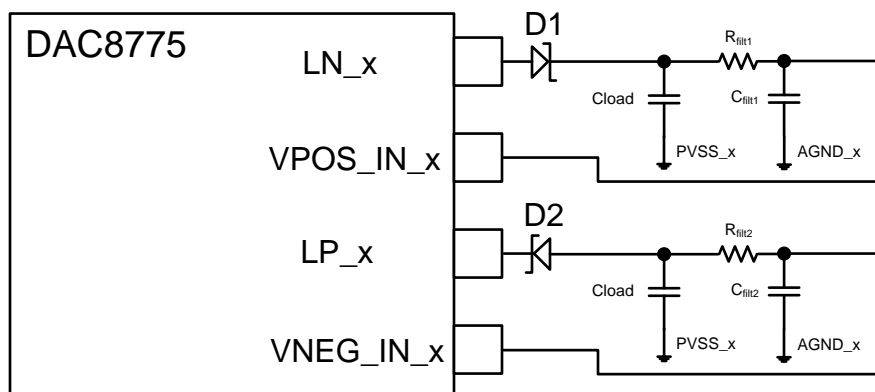 DAC8775
D1
LN_x
Rfilt1
Cload
Cfilt1
PVSS_x
AGND_x
VPOS_IN_x
D2
LP_x
Rfilt2
Cload
Cfilt2
PVSS_x
AGND_x
VNEG_IN_x